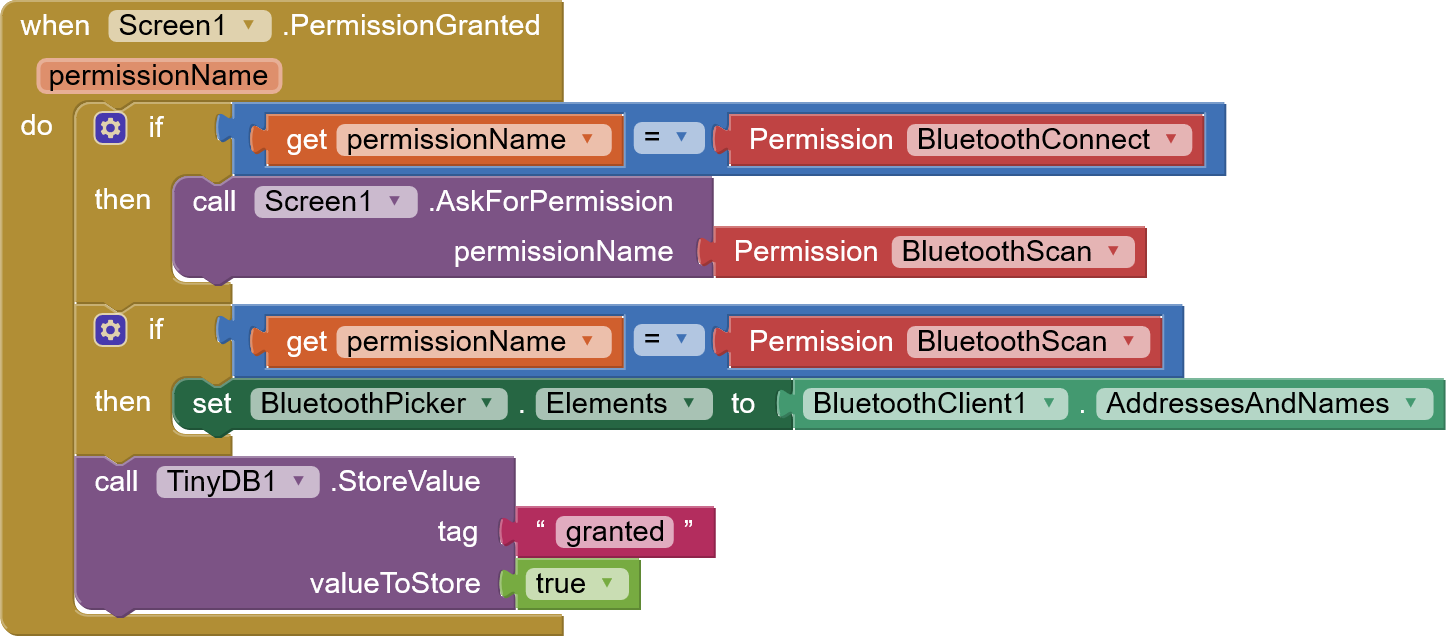 when Screen1 .PermissionGranted
permissionName
do if get permissionName = Permission BluetoothConnect
then call Screen1 .AskForPermission
permissionName Permission BluetoothScan
if get permissionName = Permission BluetoothScan
then set BluetoothPicker . Elements to BluetoothClient1 . AddressesAndNames
call TinyDB1 .StoreValue
tag “ granted ”
valueToStore true